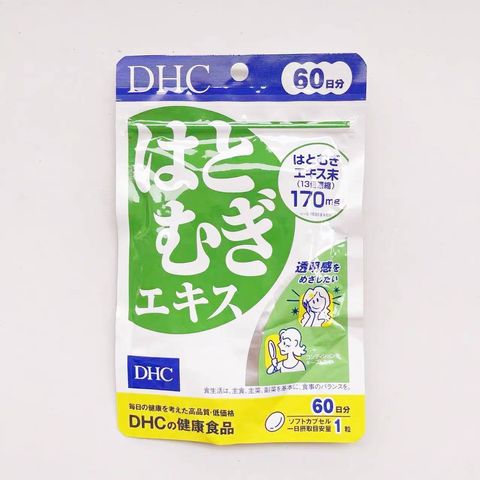 DHC
60日分
はとむぎ
エキス
はとむぎ
エキス末
(13倍濃縮)
170mg
透明感を
めざしたい
DHC
食生活は、主食、主菜、副菜を基本に、食事のバランスを。
毎日の健康を考えた高品質・低価格
DHCの健康食品
60日分
ソフトカプセル
一日摂取目安量 1粒